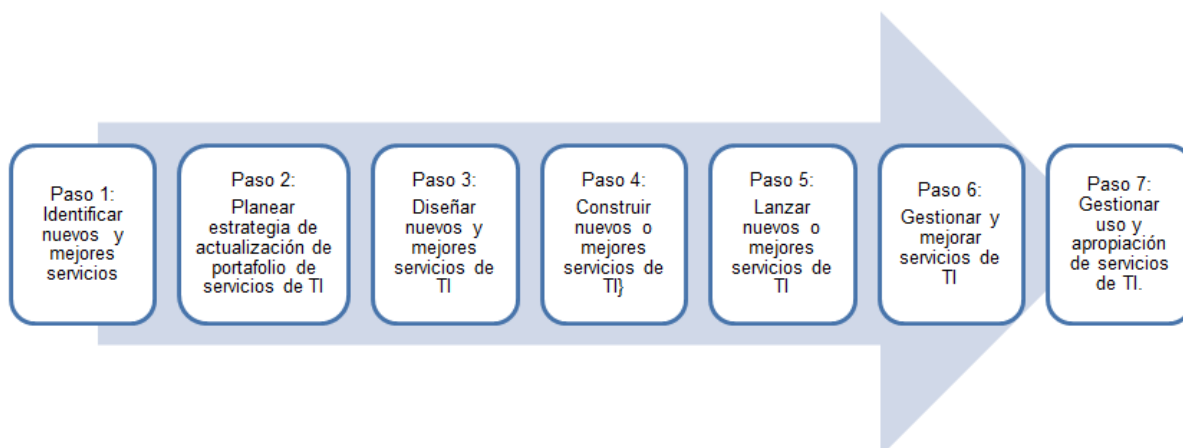 Paso 1:
Identificar
nuevos y
mejores
servicios
Paso 2:
Planear
estrategia de
actualización de
portafolio de
servicios de TI
Paso 3:
Diseñar
nuevos y
mejores
servicios de
TI
Paso 4:
Construir
nuevos o
mejores
servicios de
TI}
Paso 5:
Lanzar
nuevos o
mejores
servicios de
TI
Paso 6:
Gestionar y
mejorar
servicios de
TI
Paso 7:
Gestionar
uso y
apropiación
de servicios
de TI.